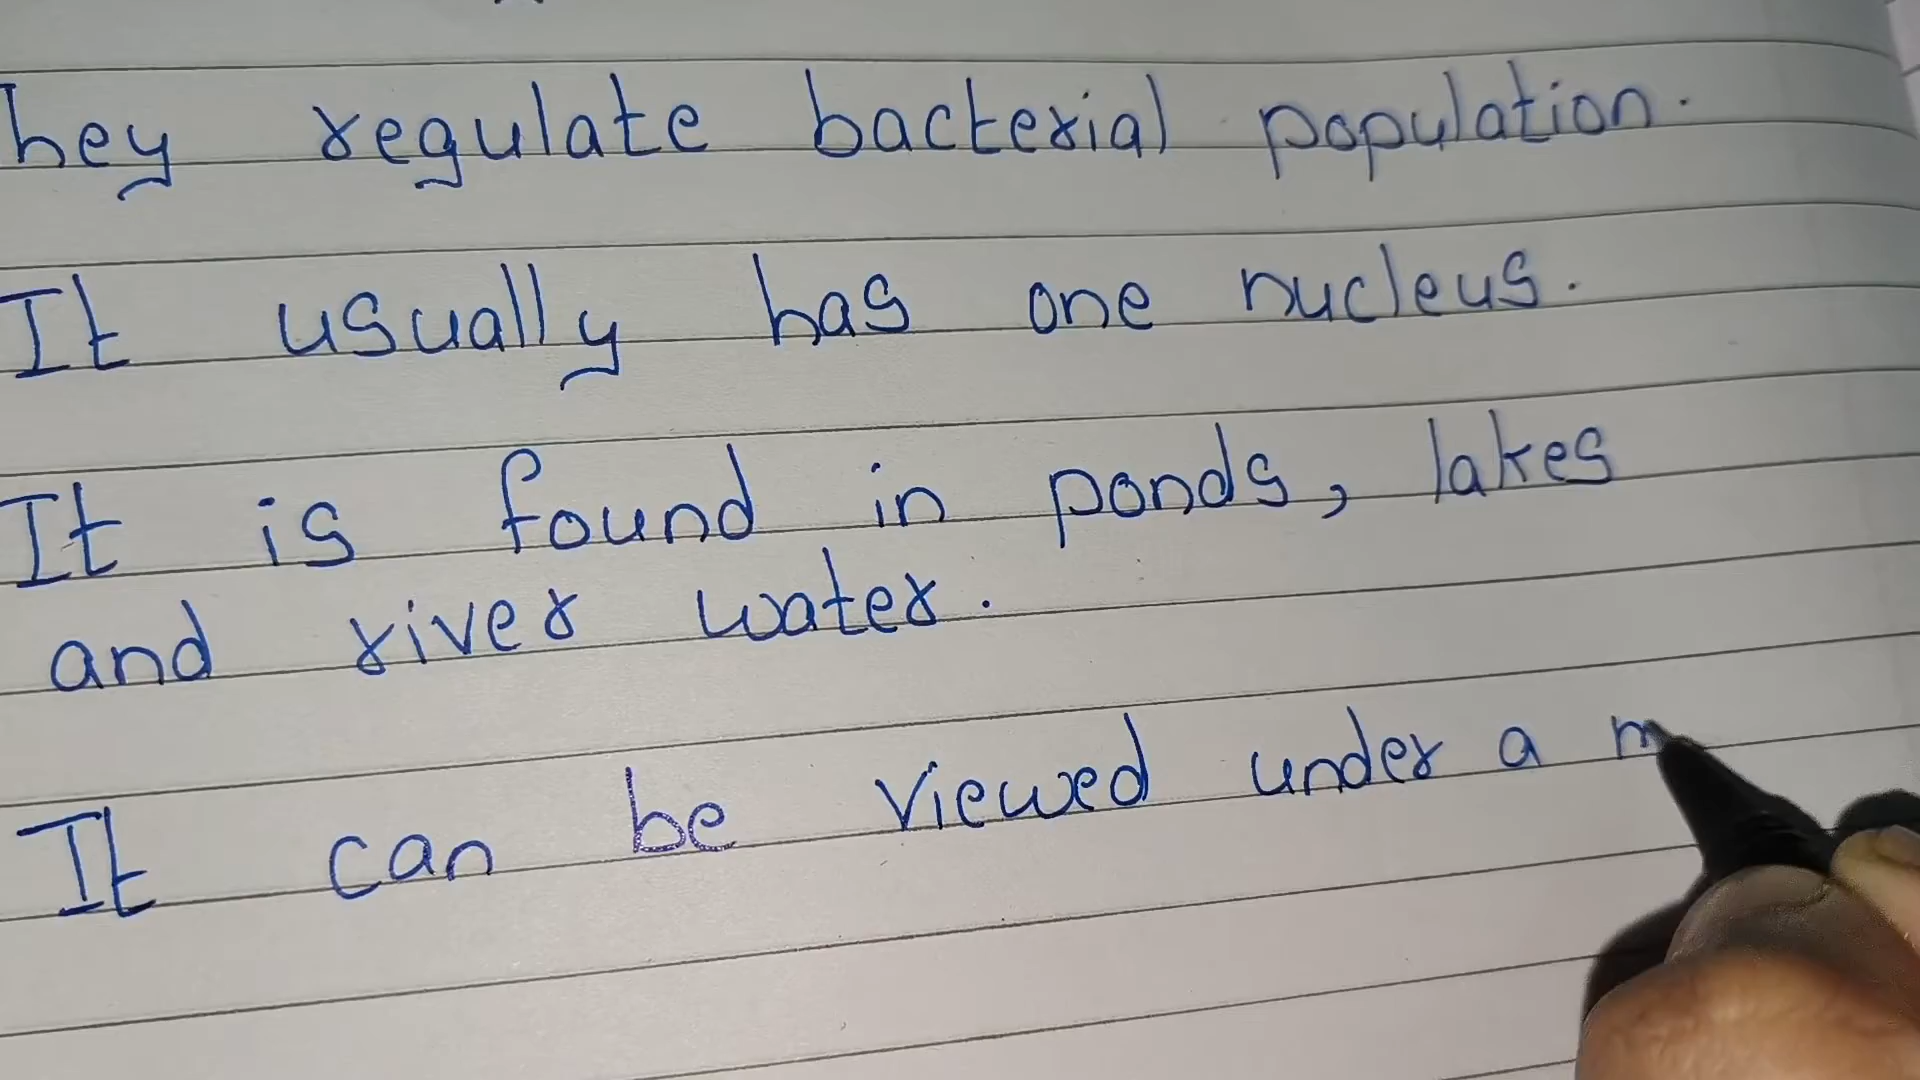 hey regulate bacterial population.
It usually has one nucleus.
It is found in ponds, lakes
and river water.
It can be viewed under a m